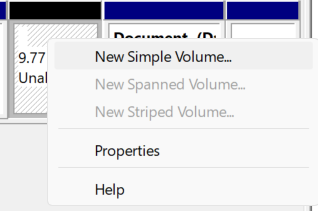 Document (D:
9.77
Unal
New Simple Volume...
New Spanned Volume...
New Striped Volume...
Properties
Help